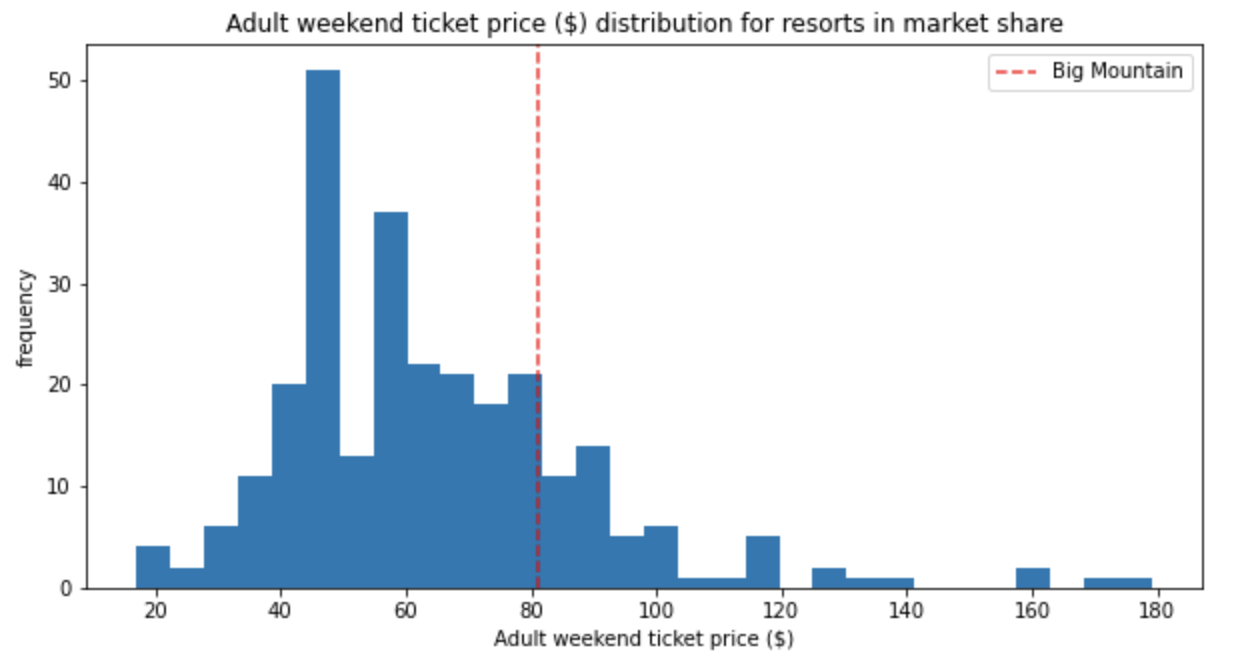 Adult weekend ticket price ($) distribution for resorts in market share
Big Mountain
50
40
30
20
10
0
frequency
20 40 60 80 100 120 140 160 180
Adult weekend ticket price ($)